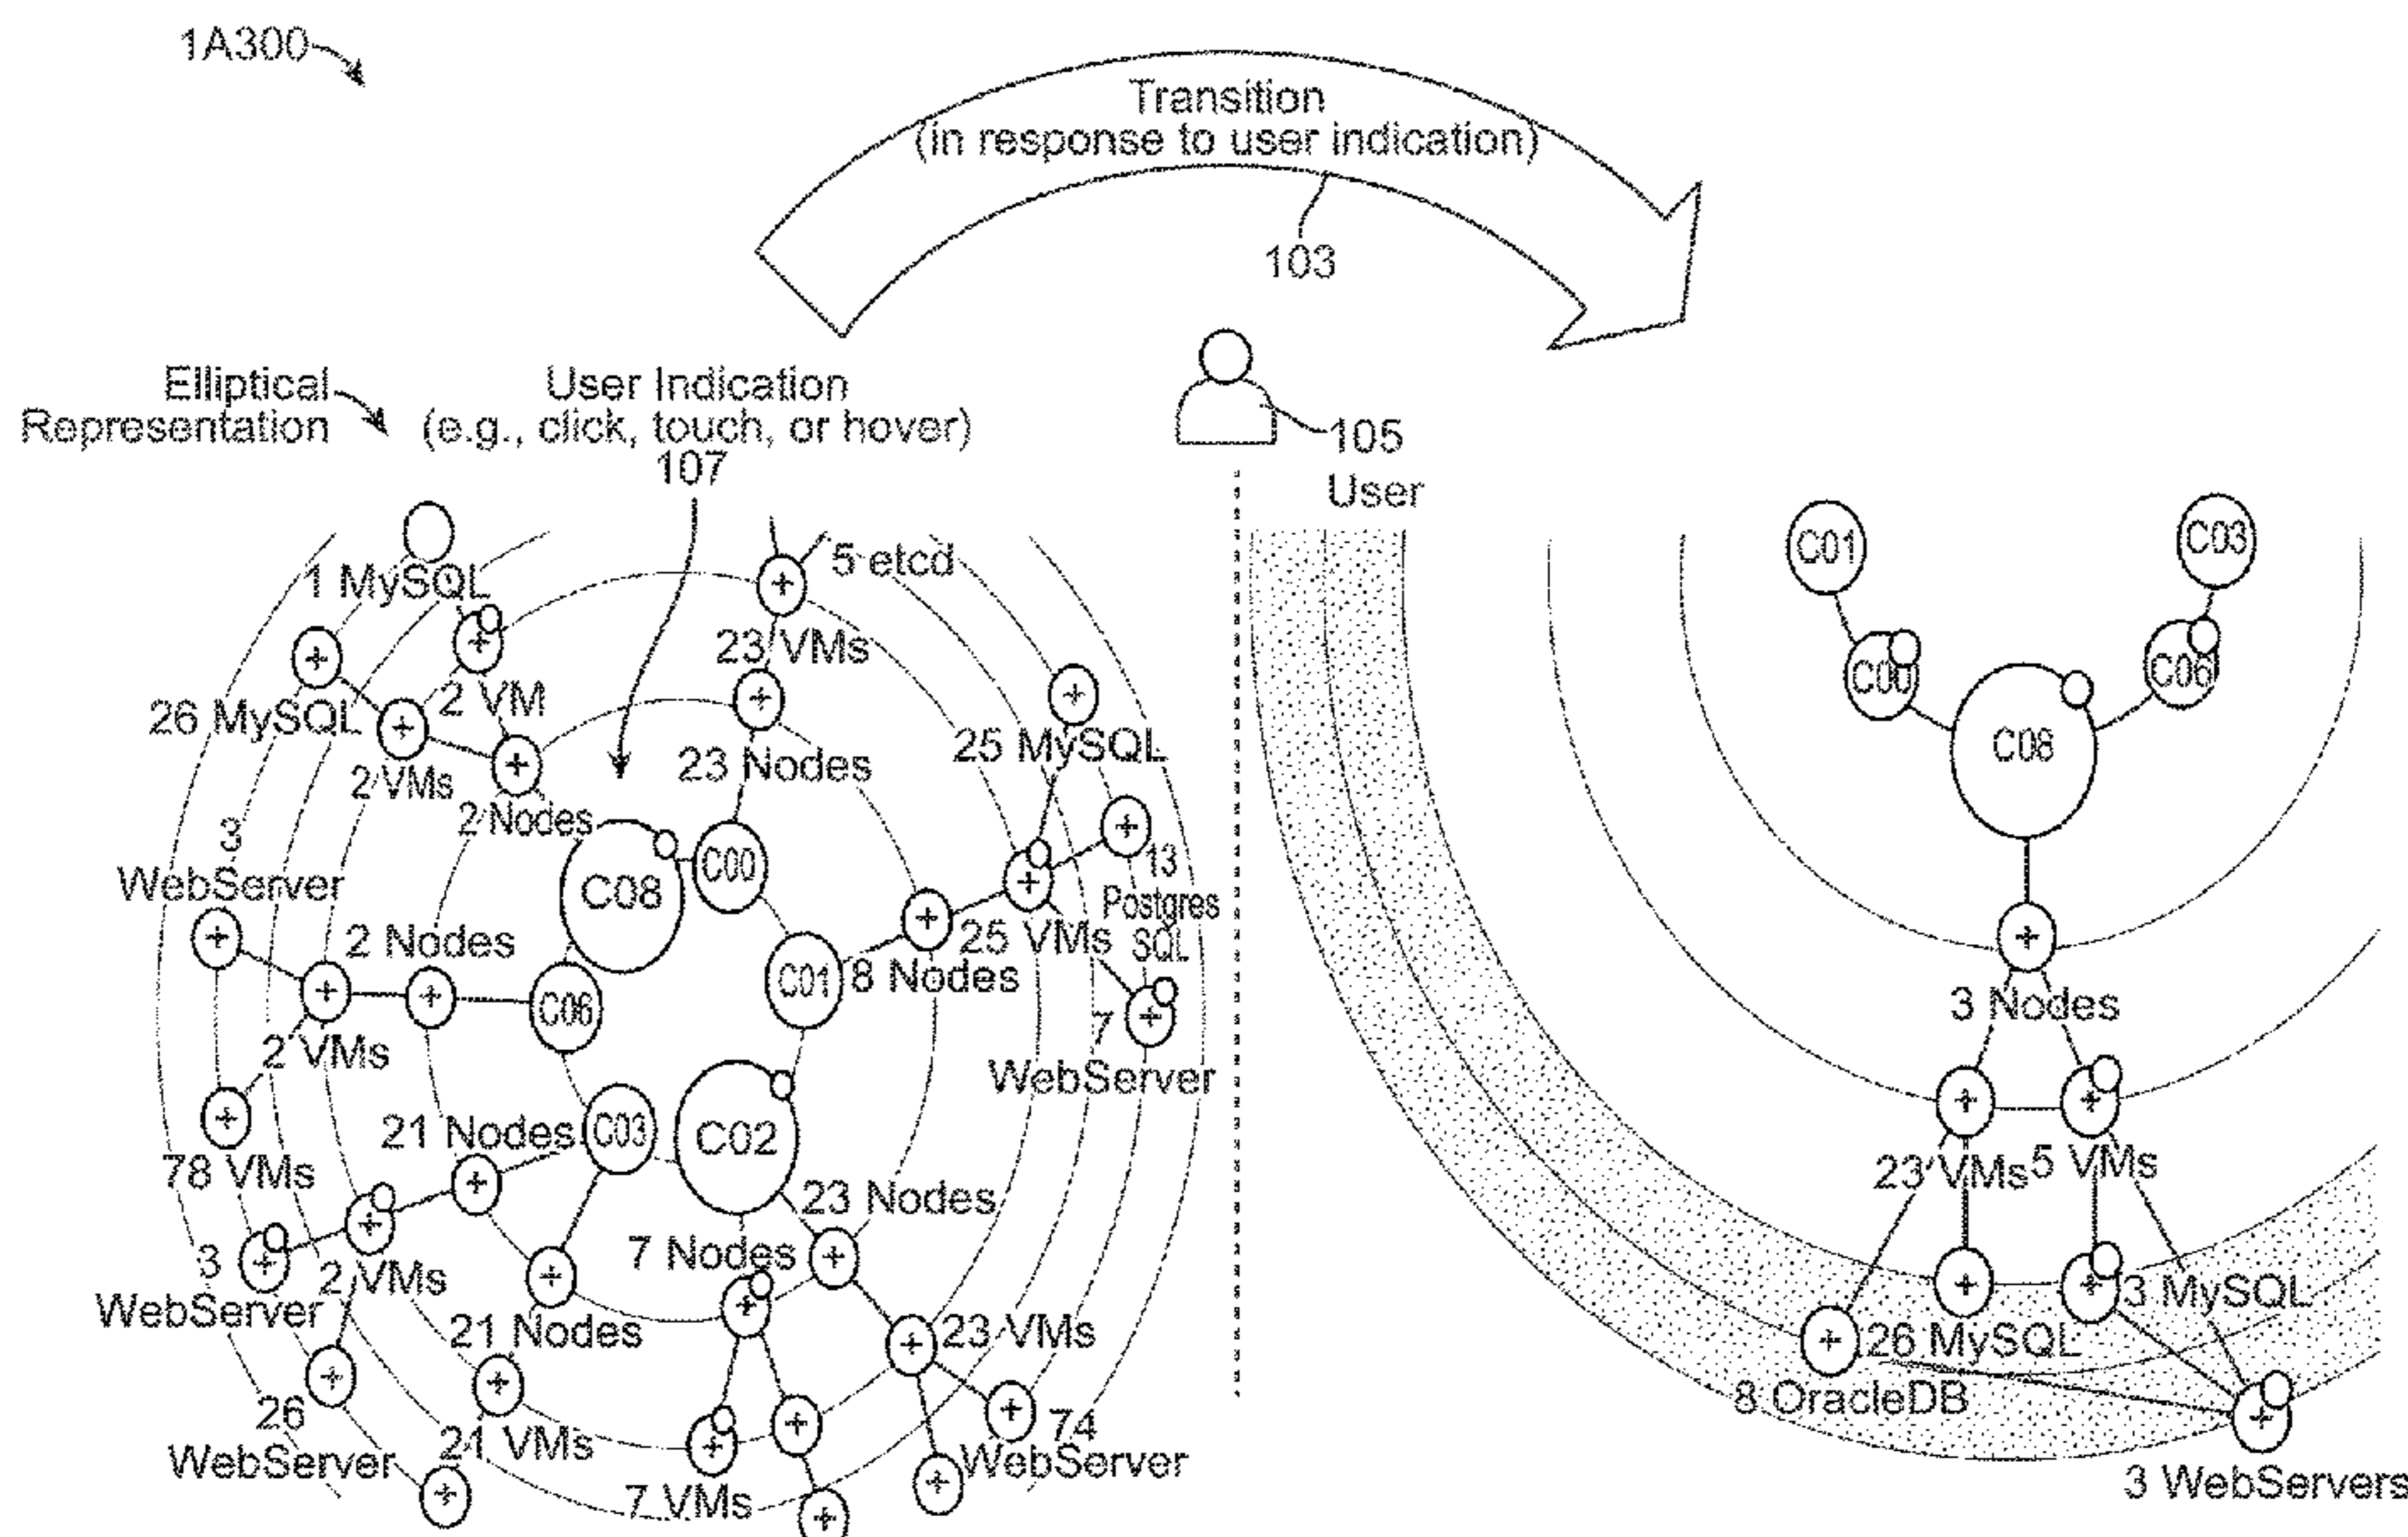 1A300
Transition
(in response to user indication)
103
Elliptical
Representation
User Indication
(e.g., click, touch, or hover)
107
105
User
1 MySQL
5 etcd
23 VMs
26 MySQL
2 VM
2 VMs
2 Nodes
23 Nodes
25 MySQL
3
WebServer
C08
C00
13
Postgres
SQL
2 Nodes
25 VMs
C01
8 Nodes
C06
2 VMs
7
WebServer
21 Nodes
C03
C02
78 VMs
23 Nodes
7 Nodes
3
WebServer
2 VMs
21 Nodes
23 VMs
26
WebServer
21 VMs
74
WebServer
7 VMs
C01
C03
C00
C06
C08
3 Nodes
23 VMs
5 VMs
3 MySQL
26 MySQL
8 OracleDB
3 WebServers